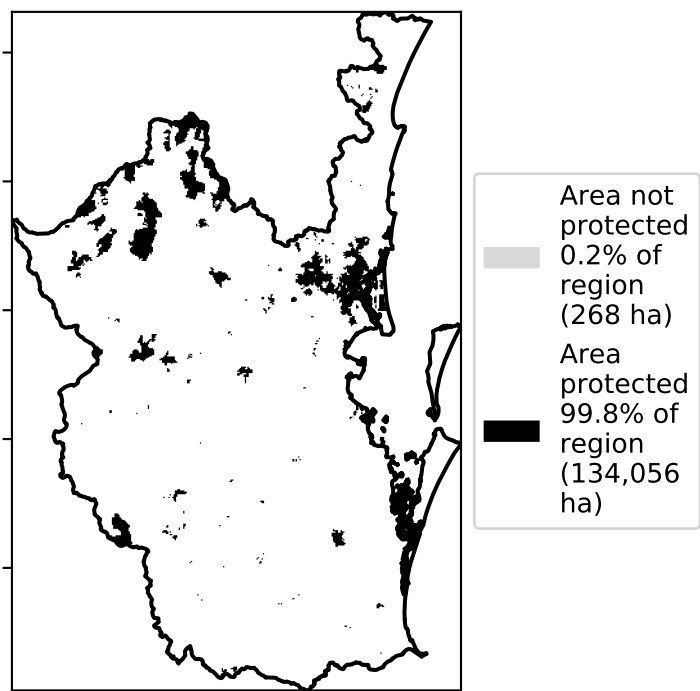 Area not
protected
0.2% of
region
(268 ha)
Area
protected
99.8% of
region
(134,056
ha)